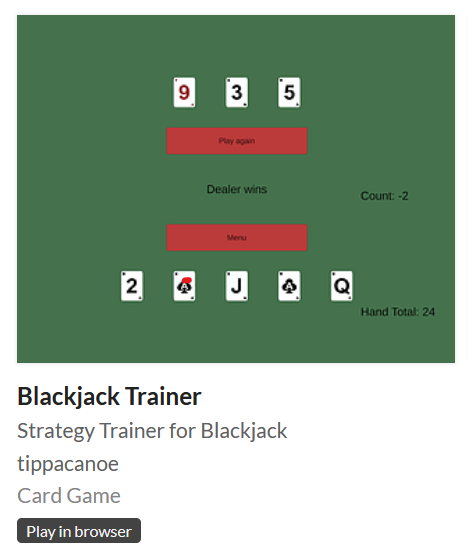 9 3 5
Play again
Dealer wins
Count: -2
Menu
2 A J A Q
Hand Total: 24
Blackjack Trainer
Strategy Trainer for Blackjack
tippacanoe
Card Game
Play in browser